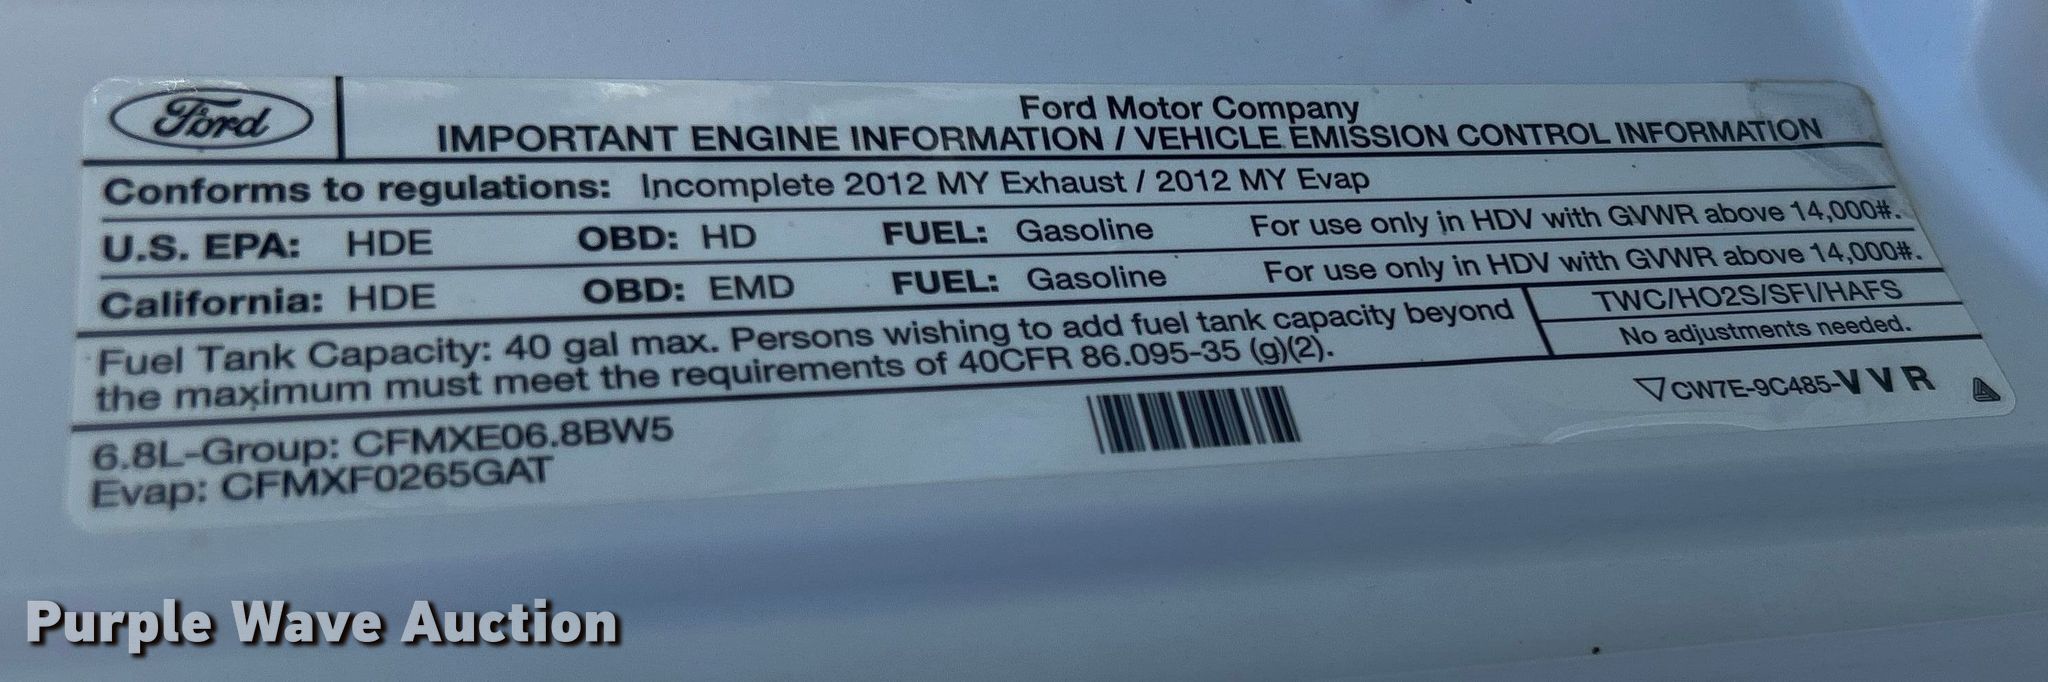 Ford
Ford Motor Company
IMPORTANT ENGINE INFORMATION / VEHICLE EMISSION CONTROL INFORMATION
Conforms to regulations: Incomplete 2012 MY Exhaust / 2012 MY Evap
U.S. EPA: HDE OBD: HD FUEL: Gasoline For use only in HDV with GVWR above 14,000#.
California: HDE OBD: EMD FUEL: Gasoline For use only in HDV with GVWR above 14,000#.
Fuel Tank Capacity: 40 gal max. Persons wishing to add fuel tank capacity beyond
the maximum must meet the requirements of 40CFR 86.095-35 (g)(2).
TWC/HO2S/SFI/HAFS
No adjustments needed.
6.8L-Group: CFMXE06.8BW5
Evap: CFMXF0265GAT
CW7E-9C485-VVR
Purple Wave Auction